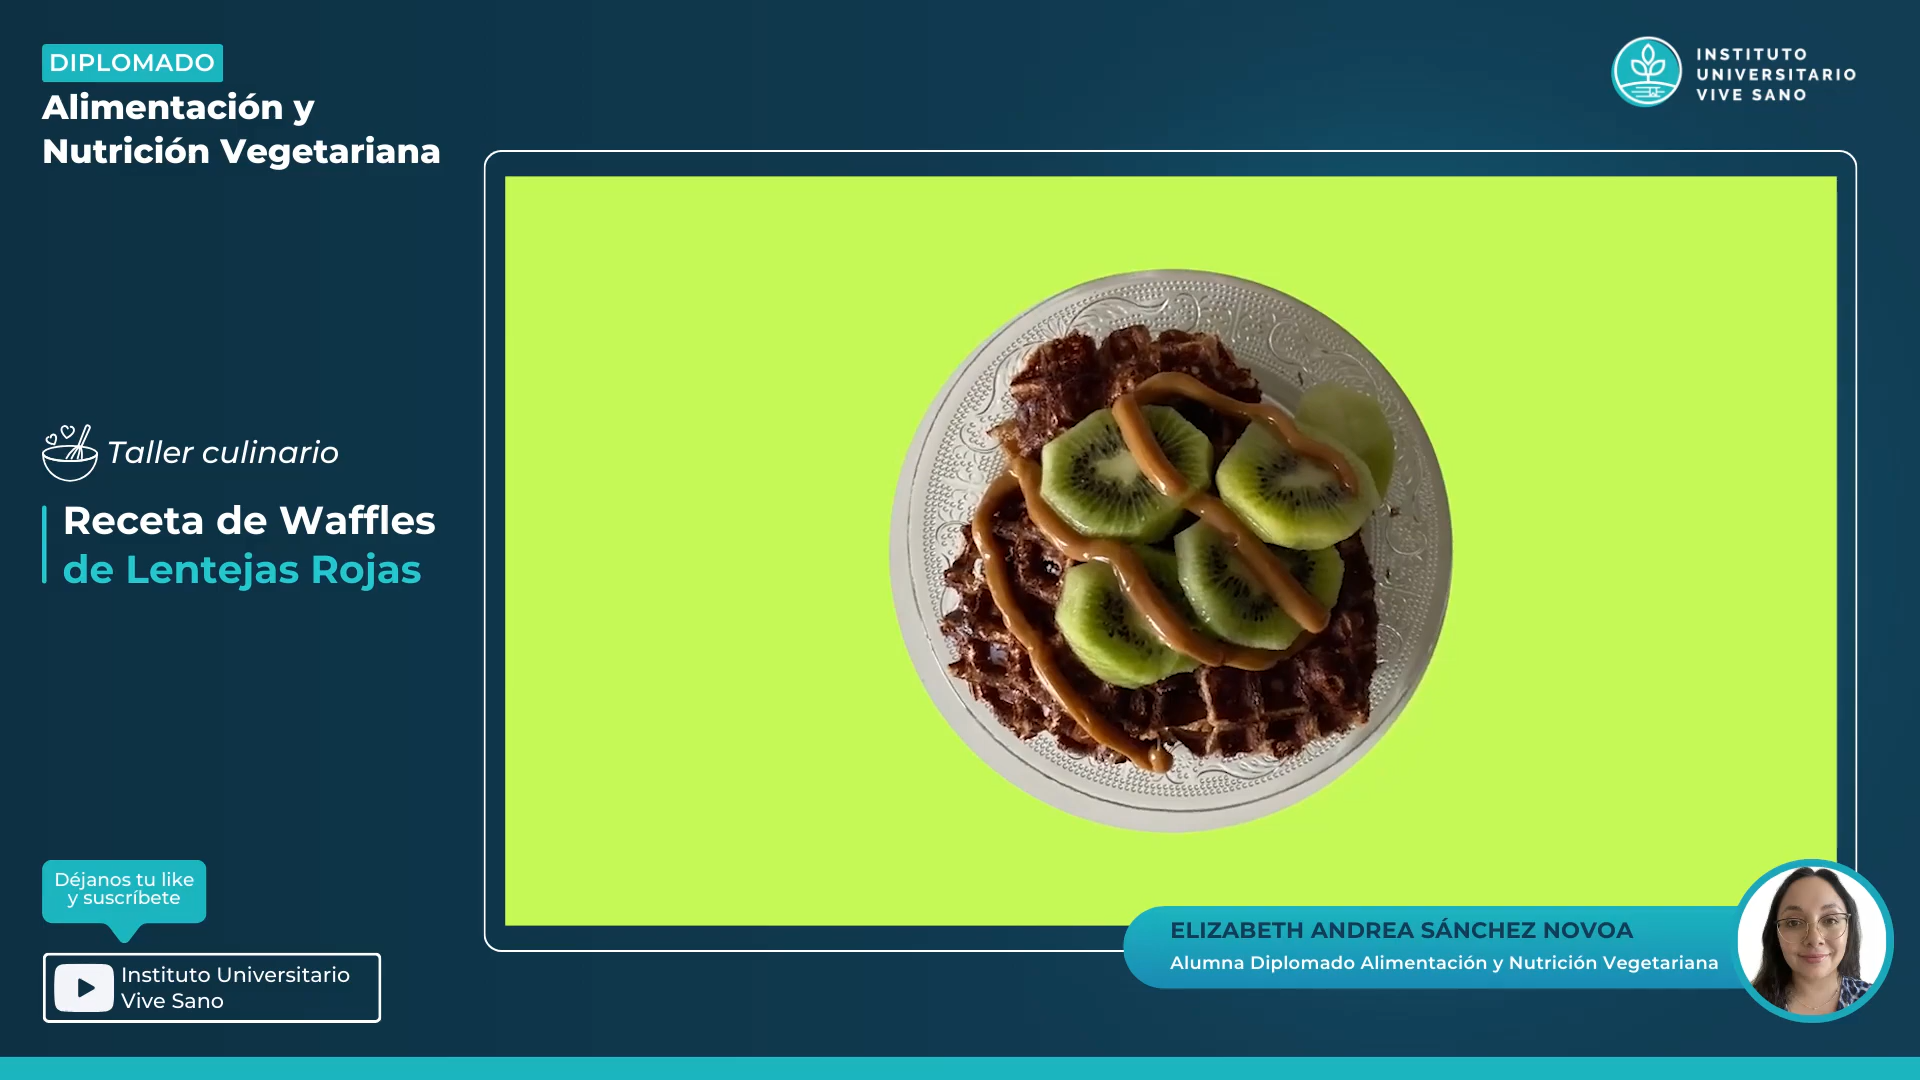 DIPLOMADO
Alimentación y
Nutrición Vegetariana
INSTITUTO
UNIVERSITARIO
VIVE SANO
Taller culinario
Receta de Waffles
de Lentejas Rojas
Déjanos tu like
y suscríbete
Instituto Universitario
Vive Sano
ELIZABETH ANDREA SÁNCHEZ NOVOA
Alumna Diplomado Alimentación y Nutrición Vegetariana